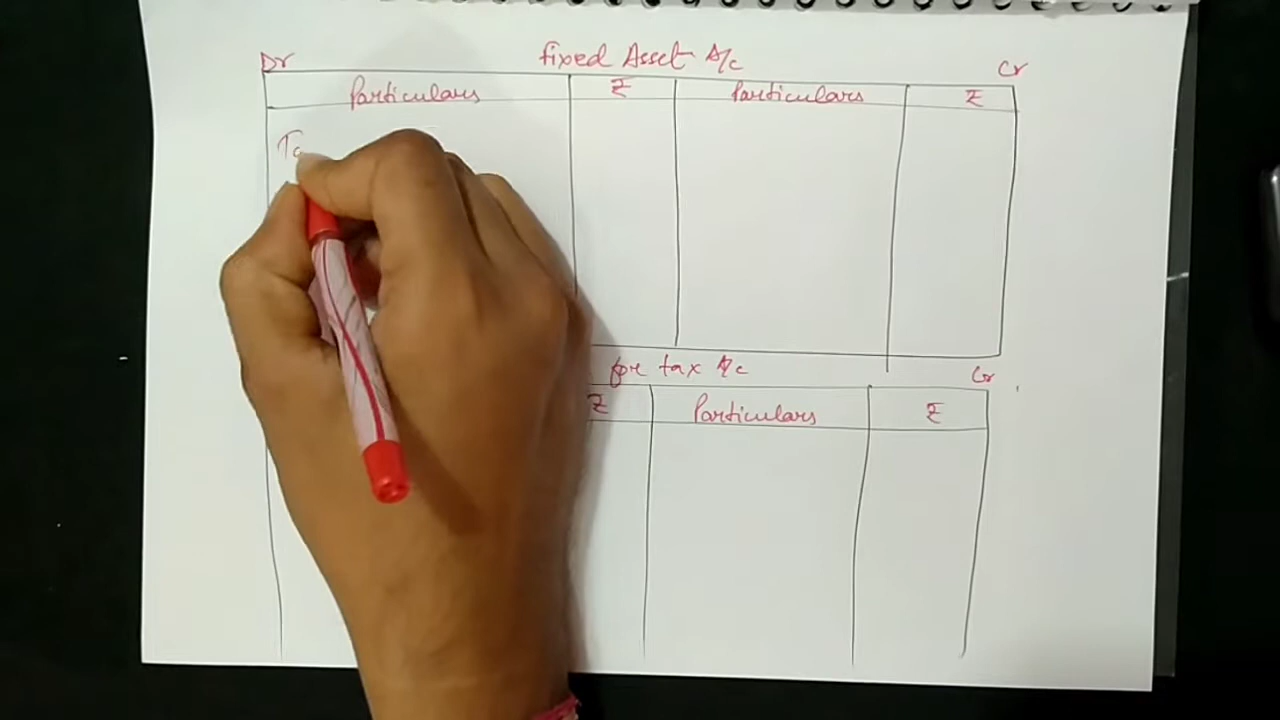 Dr fixed Asset A/c Cr
Particulars ₹ Particulars ₹
To
for tax A/c Cr
₹ Particulars ₹